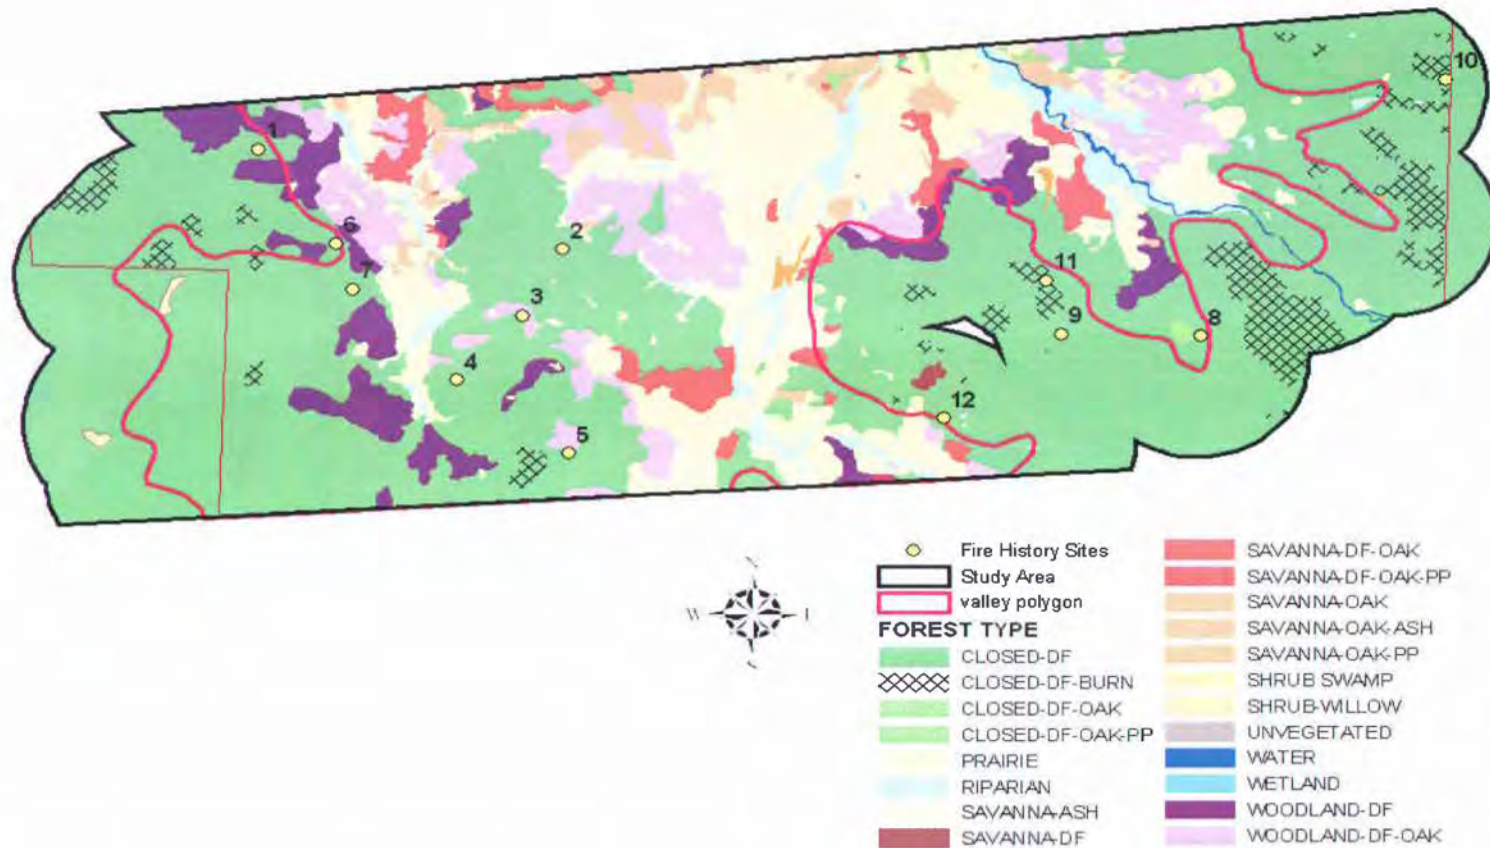 10
1
6
2
7
11
3
9
8
4
12
5
N
W
Fire History Sites
Study Area
valley polygon
FOREST TYPE
CLOSED-DF
CLOSED-DF-BURN
CLOSED-DF-OAK
CLOSED-DF-OAK-PP
PRAIRIE
RIPARIAN
SAVANNA-ASH
SAVANNA-DF
SAVANNA-DF-OAK
SAVANNA-DF-OAK-PP
SAVANNA-OAK
SAVANNA-OAK-ASH
SAVANNA-OAK-PP
SHRUB SWAMP
SHRUB-WILLOW
UNVEGETATED
WATER
WETLAND
WOODLAND-DF
WOODLAND-DF-OAK